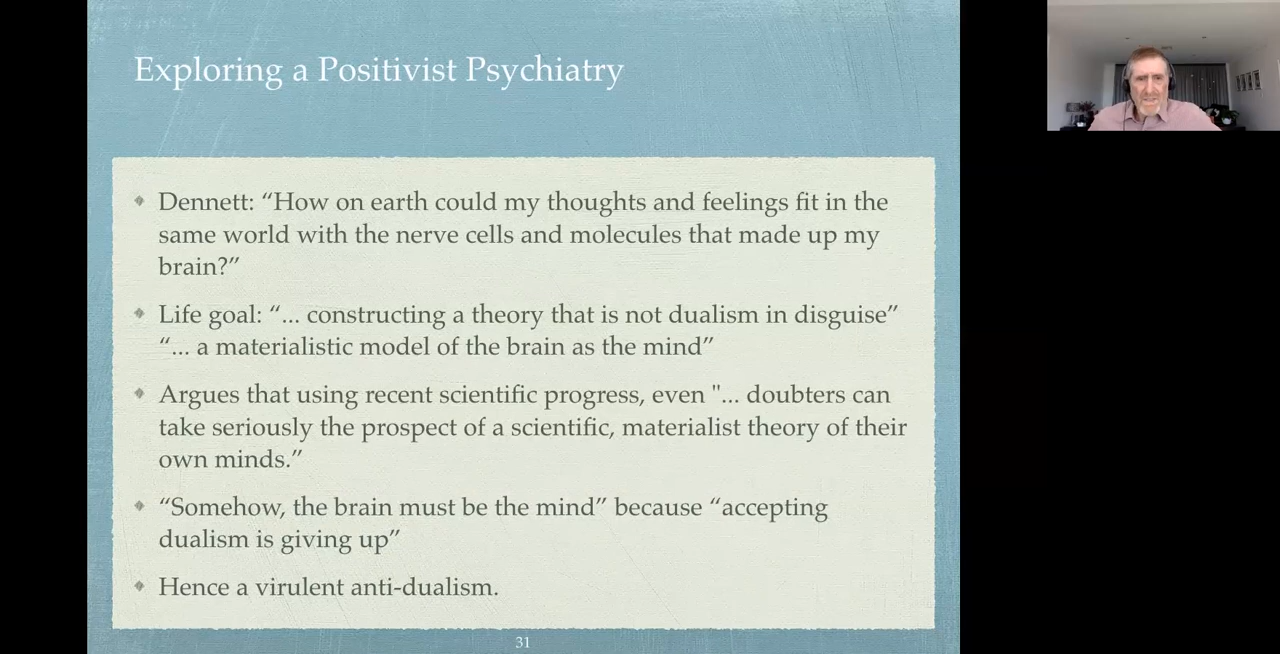 Exploring a Positivist Psychiatry
Dennett: “How on earth could my thoughts and feelings fit in the
same world with the nerve cells and molecules that made up my
brain?”
Life goal: “... constructing a theory that is not dualism in disguise”
“... a materialistic model of the brain as the mind”
Argues that using recent scientific progress, even "... doubters can
take seriously the prospect of a scientific, materialist theory of their
own minds.”
“Somehow, the brain must be the mind” because “accepting
dualism is giving up”
Hence a virulent anti-dualism.
31